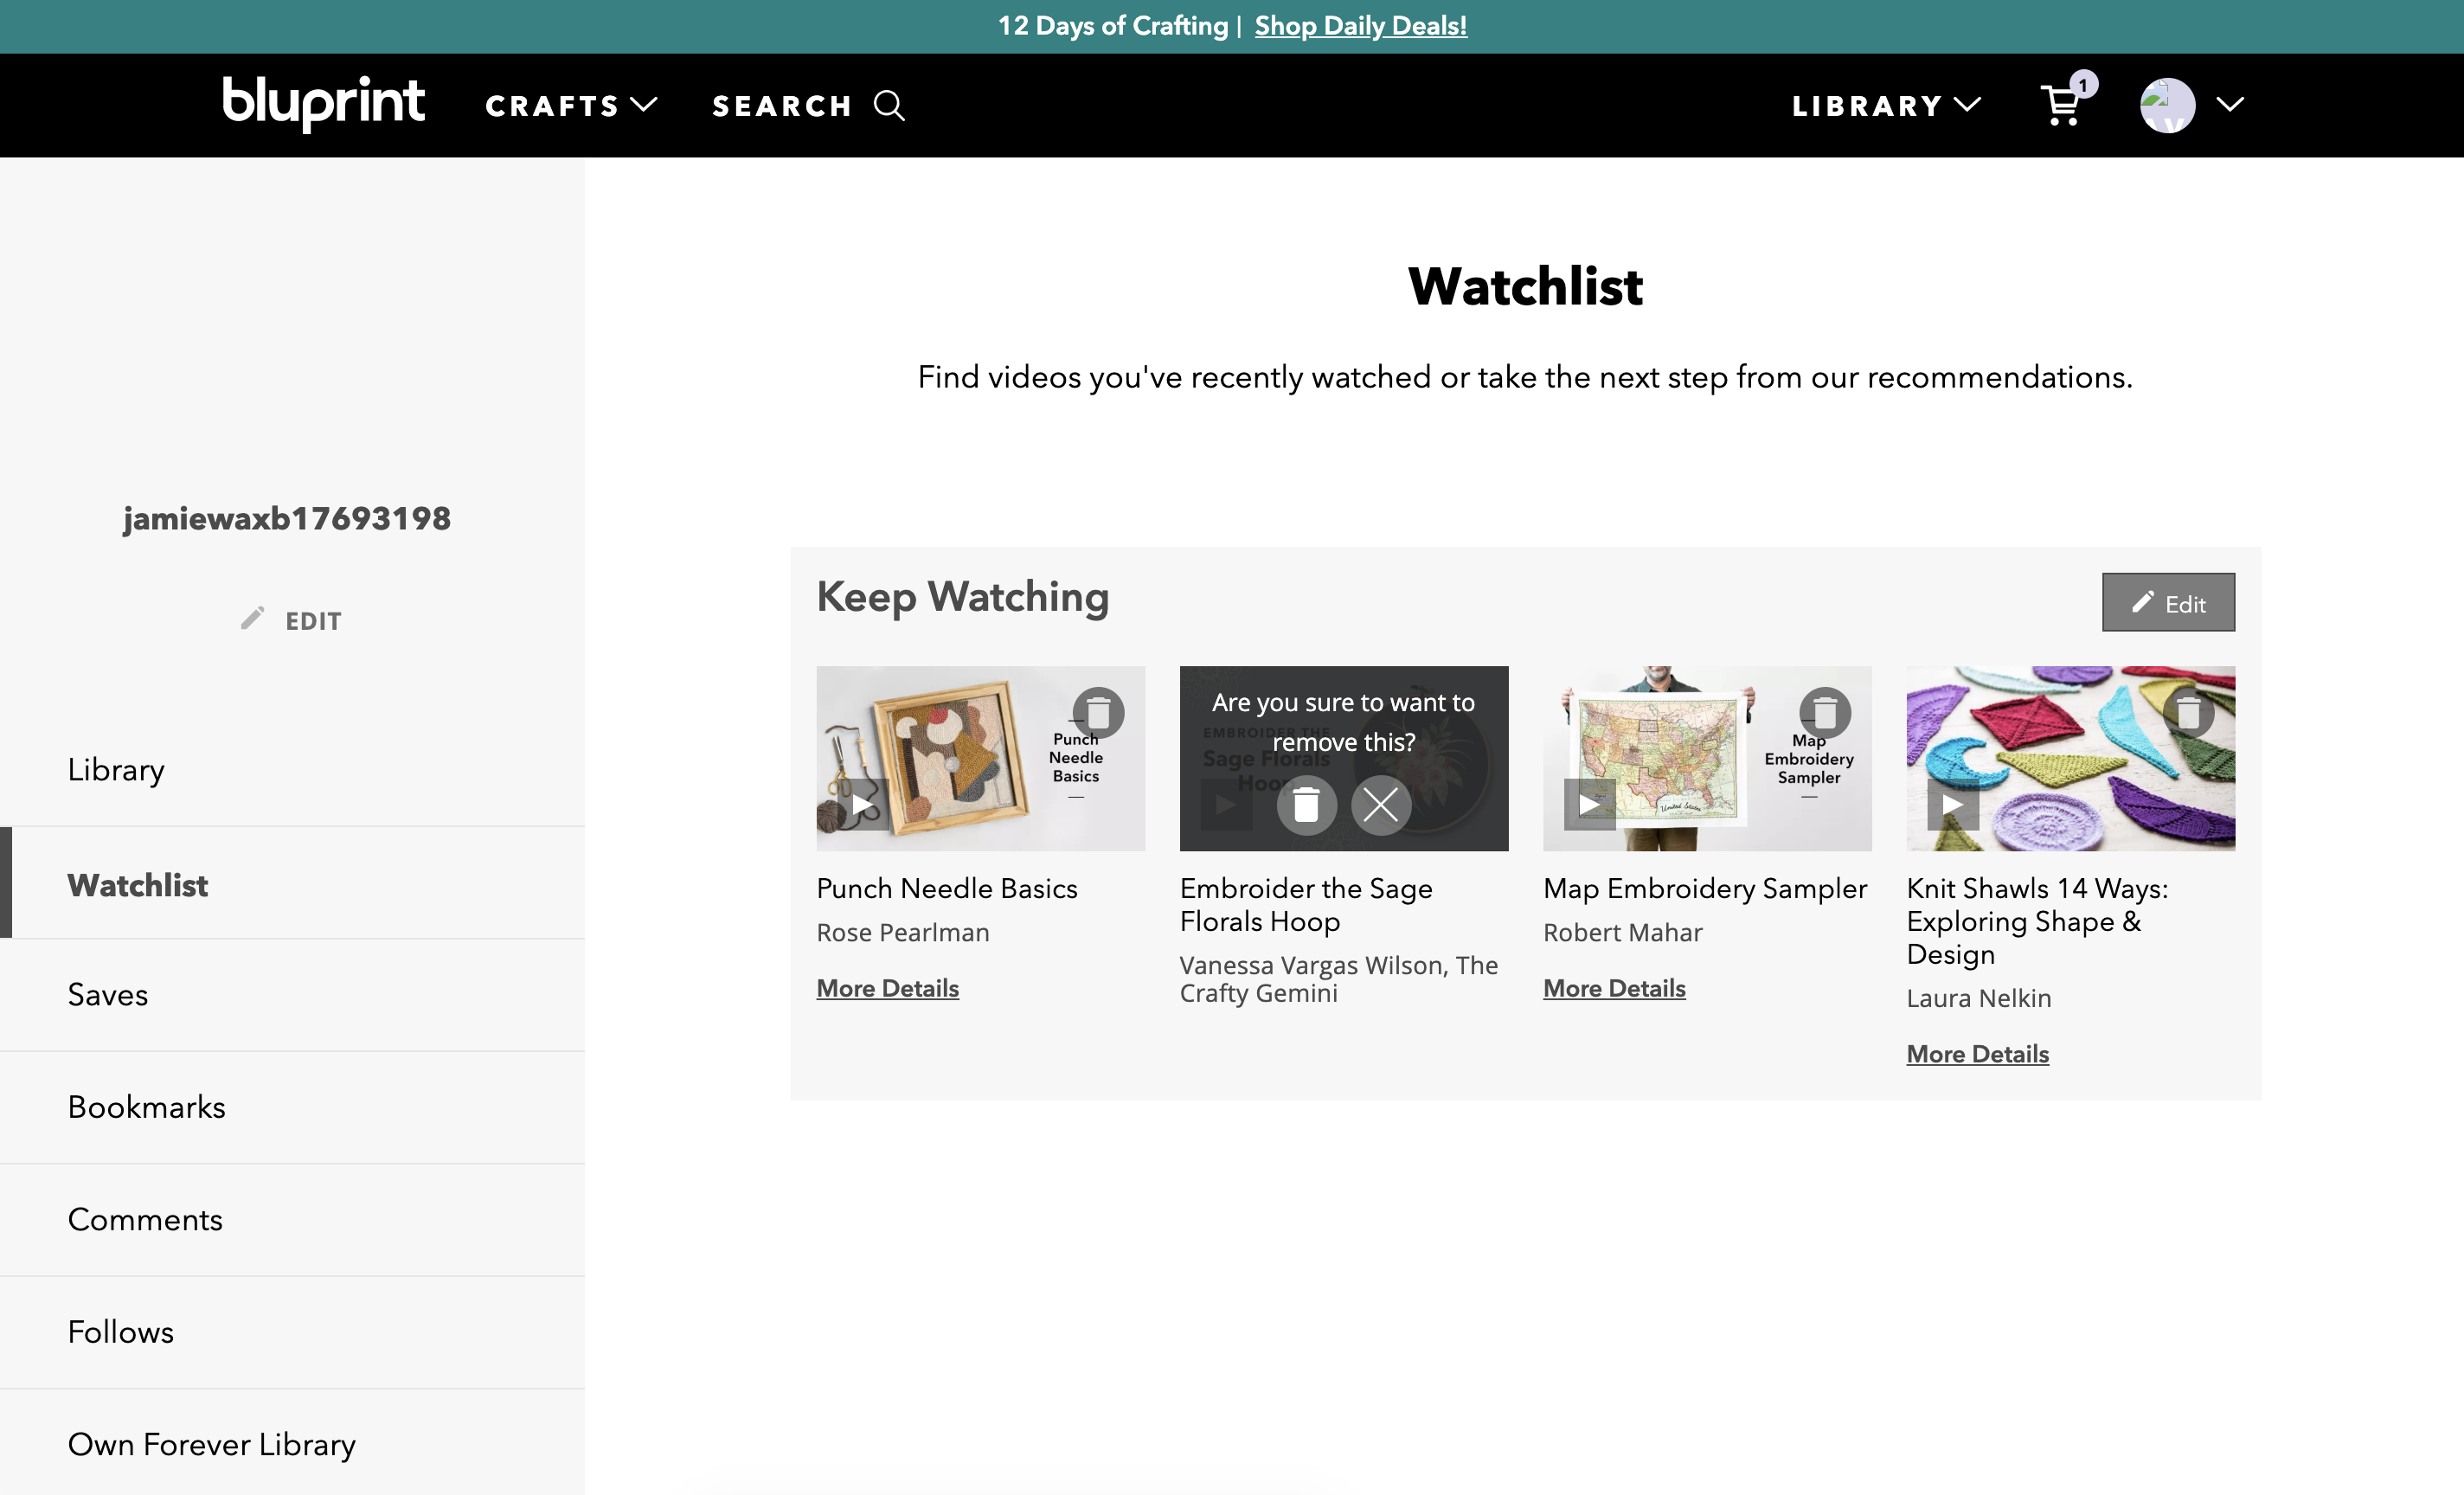 12 Days of Crafting | Shop Daily Deals!
bluprint
CRAFTS
SEARCH
LIBRARY
1
Watchlist
Find videos you've recently watched or take the next step from our recommendations.
jamiewaxb17693198
EDIT
Library
Watchlist
Saves
Bookmarks
Comments
Follows
Own Forever Library
Keep Watching
Edit
Punch
Needle
Basics
Punch Needle Basics
Rose Pearlman
More Details
Are you sure to want to
remove this?
EMBROIDER THE
Sage Florals
Hoop
Embroider the Sage
Florals Hoop
Vanessa Vargas Wilson, The
Crafty Gemini
Map
Embroidery
Sampler
United States
Map Embroidery Sampler
Robert Mahar
More Details
Knit Shawls 14 Ways:
Exploring Shape &
Design
Laura Nelkin
More Details